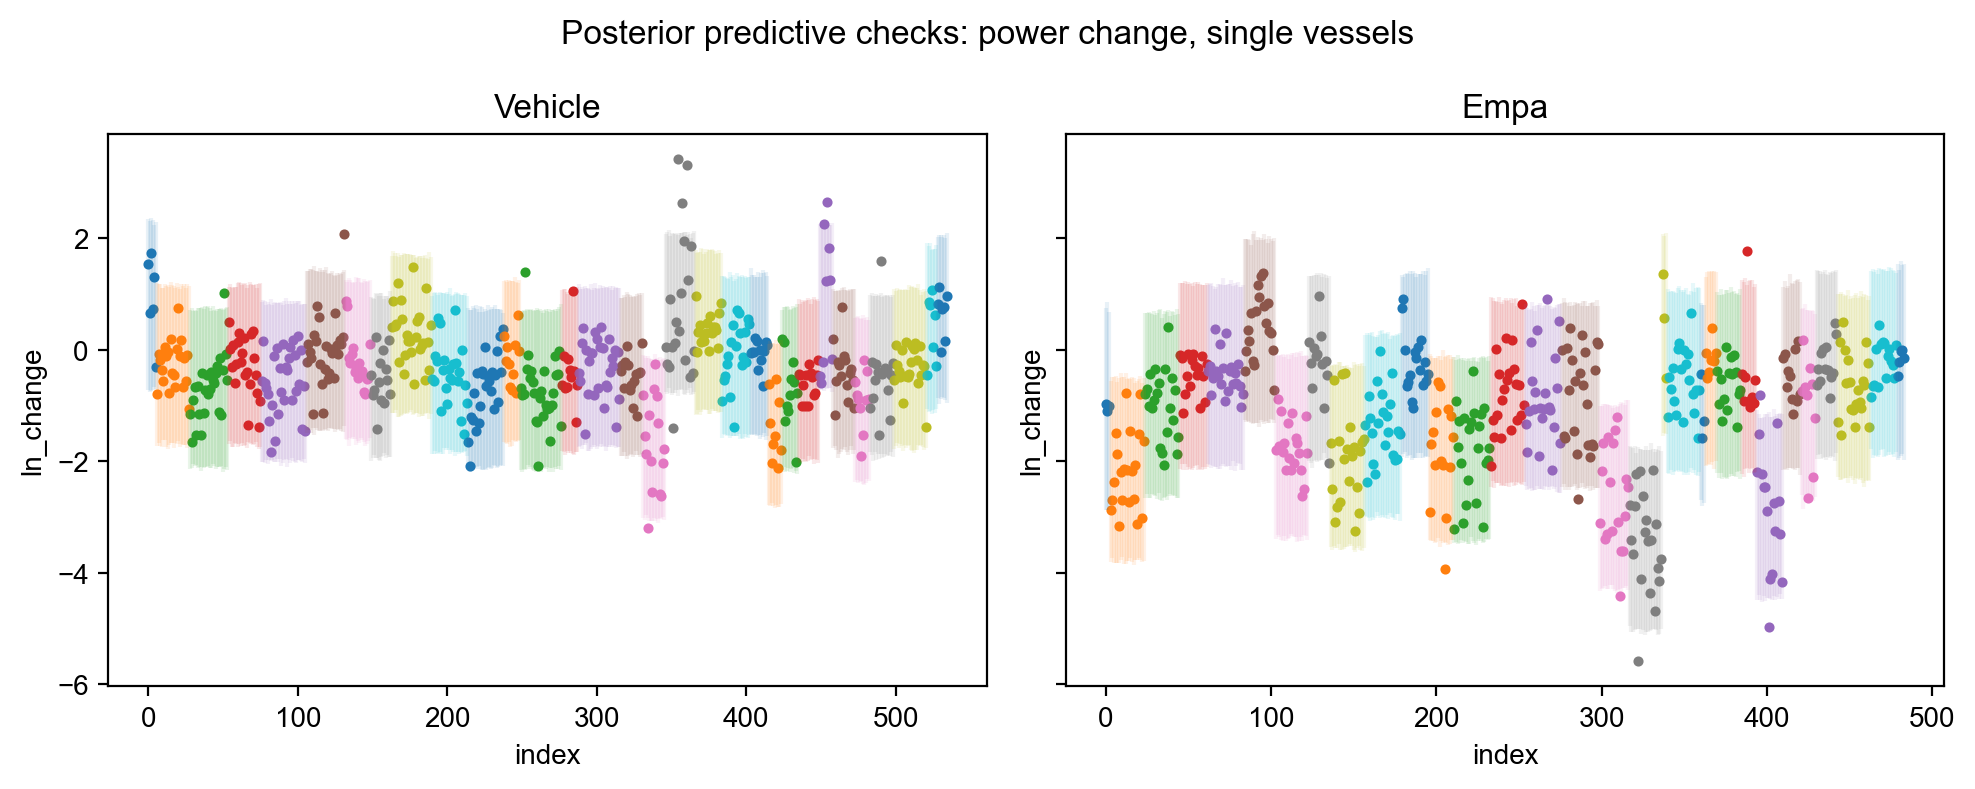 Posterior predictive checks: power change, single vessels
Vehicle
Empa
ln_change
2
0
−2
−4
−6
0 100 200 300 400 500
index
ln_change
0 100 200 300 400 500
index